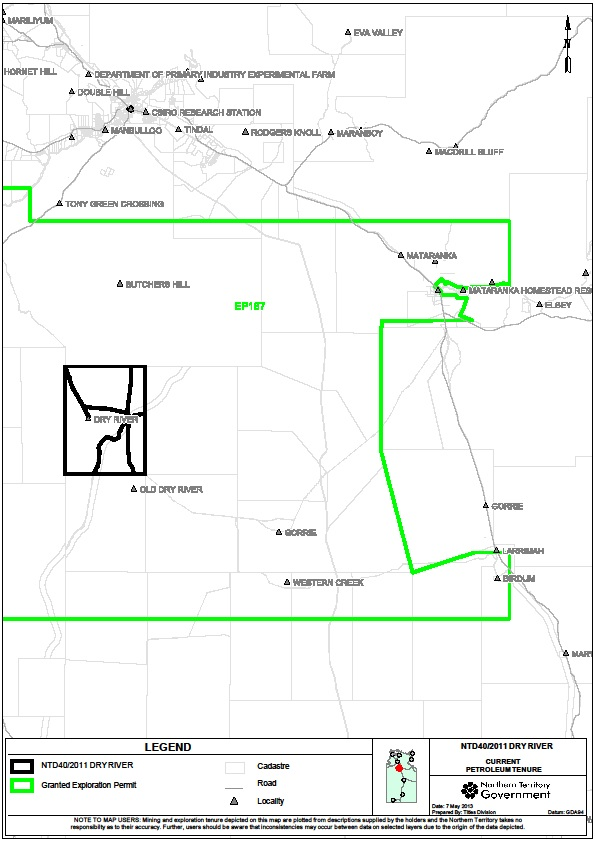 MARILIYUM
EVA VALLEY
N
HORNET HILL
DEPARTMENT OF PRIMARY INDUSTRY EXPERIMENTAL FARM
DOUBLE HILL
CSIRO RESEARCH STATION
MANBULLOO
TINDAL
RODGERS KNOLL
MARANBOY
MACDRILL BLUFF
TONY GREEN CROSSING
MATARANKA
BUTCHERS HILL
MATARANKA HOMESTEAD RES
ELSEY
EP167
DRY RIVER
OLD DRY RIVER
GORRIE
GORRIE
LARRIMAH
WESTERN CREEK
BIRDUM
MARY
LEGEND
NTD40/2011 DRY RIVER
Granted Exploration Permit
Cadastre
Road
Locality
NTD40/2011 DRY RIVER
CURRENT
PETROLEUM TENURE
Northern Territory
Government
Date: 7 May 2013
Prepared By: Titles Division
Datum: GDA94
NOTE TO MAP USERS: Mining and exploration tenure depicted on this map are plotted from descriptions supplied by the holders and the Northern Territory takes no
responsibility as to their accuracy. Further, users should be aware that inconsistencies may occur between data on selected layers due to the origin of the data depicted.